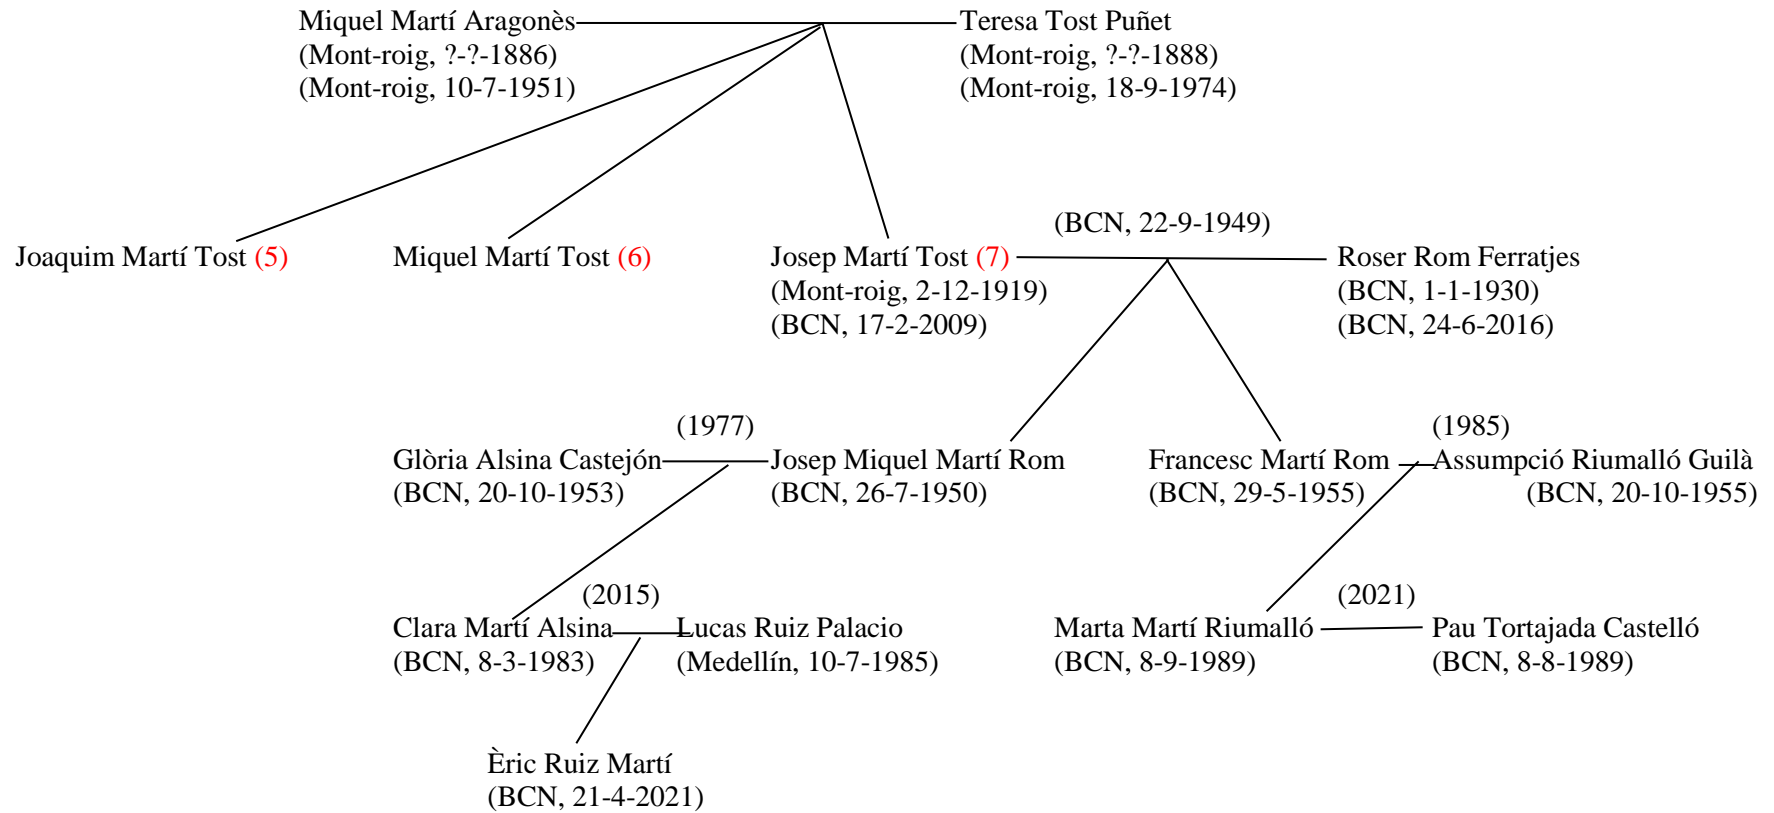 Miquel Martí Aragonès Teresa Tost Puñet
(Mont-roig, ?-?-1886) (Mont-roig, ?-?-1888)
(Mont-roig, 10-7-1951) (Mont-roig, 18-9-1974)
(BCN, 22-9-1949)
Joaquim Martí Tost (5) Miquel Martí Tost (6) Josep Martí Tost (7) Roser Rom Ferratjes
(Mont-roig, 2-12-1919) (BCN, 1-1-1930)
(BCN, 17-2-2009) (BCN, 24-6-2016)
(1977) (1985)
Glòria Alsina Castejón Josep Miquel Martí Rom Francesc Martí Rom Assumpció Riumalló Guilà
(BCN, 20-10-1953) (BCN, 26-7-1950) (BCN, 29-5-1955) (BCN, 20-10-1955)
(2015) (2021)
Clara Martí Alsina Lucas Ruiz Palacio Marta Martí Riumalló Pau Tortajada Castelló
(BCN, 8-3-1983) (Medellín, 10-7-1985) (BCN, 8-9-1989) (BCN, 8-8-1989)
Èric Ruiz Martí
(BCN, 21-4-2021)